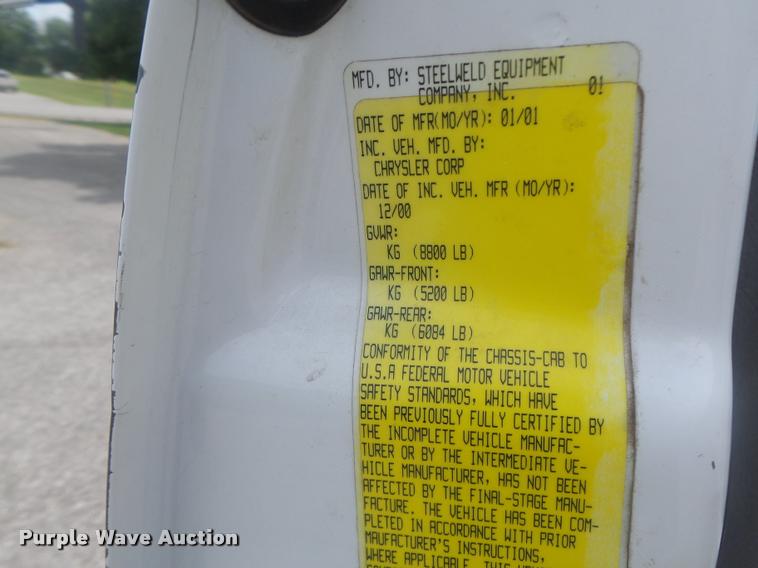 MFD. BY: STEELWELD EQUIPMENT
COMPANY, INC. 01
DATE OF MFR(MO/YR): 01/01
INC. VEH. MFD. BY:
CHRYSLER CORP
DATE OF INC. VEH. MFR (MO/YR):
12/00
GVWR:
KG (8800 LB)
GAWR-FRONT:
KG (5200 LB)
GAWR-REAR:
KG (6084 LB)
CONFORMITY OF THE CHASSIS-CAB TO
U.S.A FEDERAL MOTOR VEHICLE
SAFETY STANDARDS, WHICH HAVE
BEEN PREVIOUSLY FULLY CERTIFIED BY
THE INCOMPLETE VEHICLE MANUFAC-
TURER OR BY THE INTERMEDIATE VE-
HICLE MANUFACTURER, HAS NOT BEEN
AFFECTED BY THE FINAL-STAGE MANU-
FACTURE. THE VEHICLE HAS BEEN COM-
PLETED IN ACCORDANCE WITH PRIOR
MAUFACTURER'S INSTRUCTIONS,
WHERE APPLICABLE. THIS
Purple Wave Auction